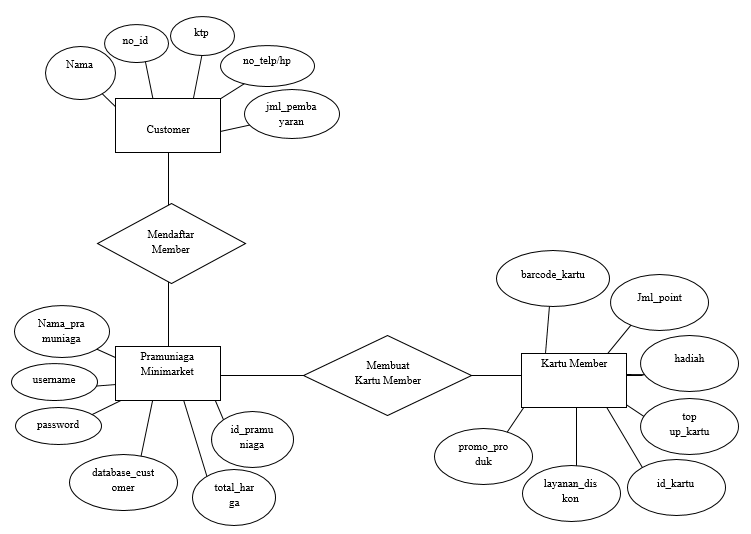 ktp
no_id
no_telp/hp
Nama
jml_pemba
yaran
Customer
Mendaftar
Member
barcode_kartu
Jml_point
Nama_pra
muniaga
Pramuniaga
Minimarket
Membuat
Kartu Member
Kartu Member
hadiah
username
password
id_pramu
niaga
top
up_kartu
promo_pro
duk
database_cust
omer
total_har
ga
layanan_dis
kon
id_kartu